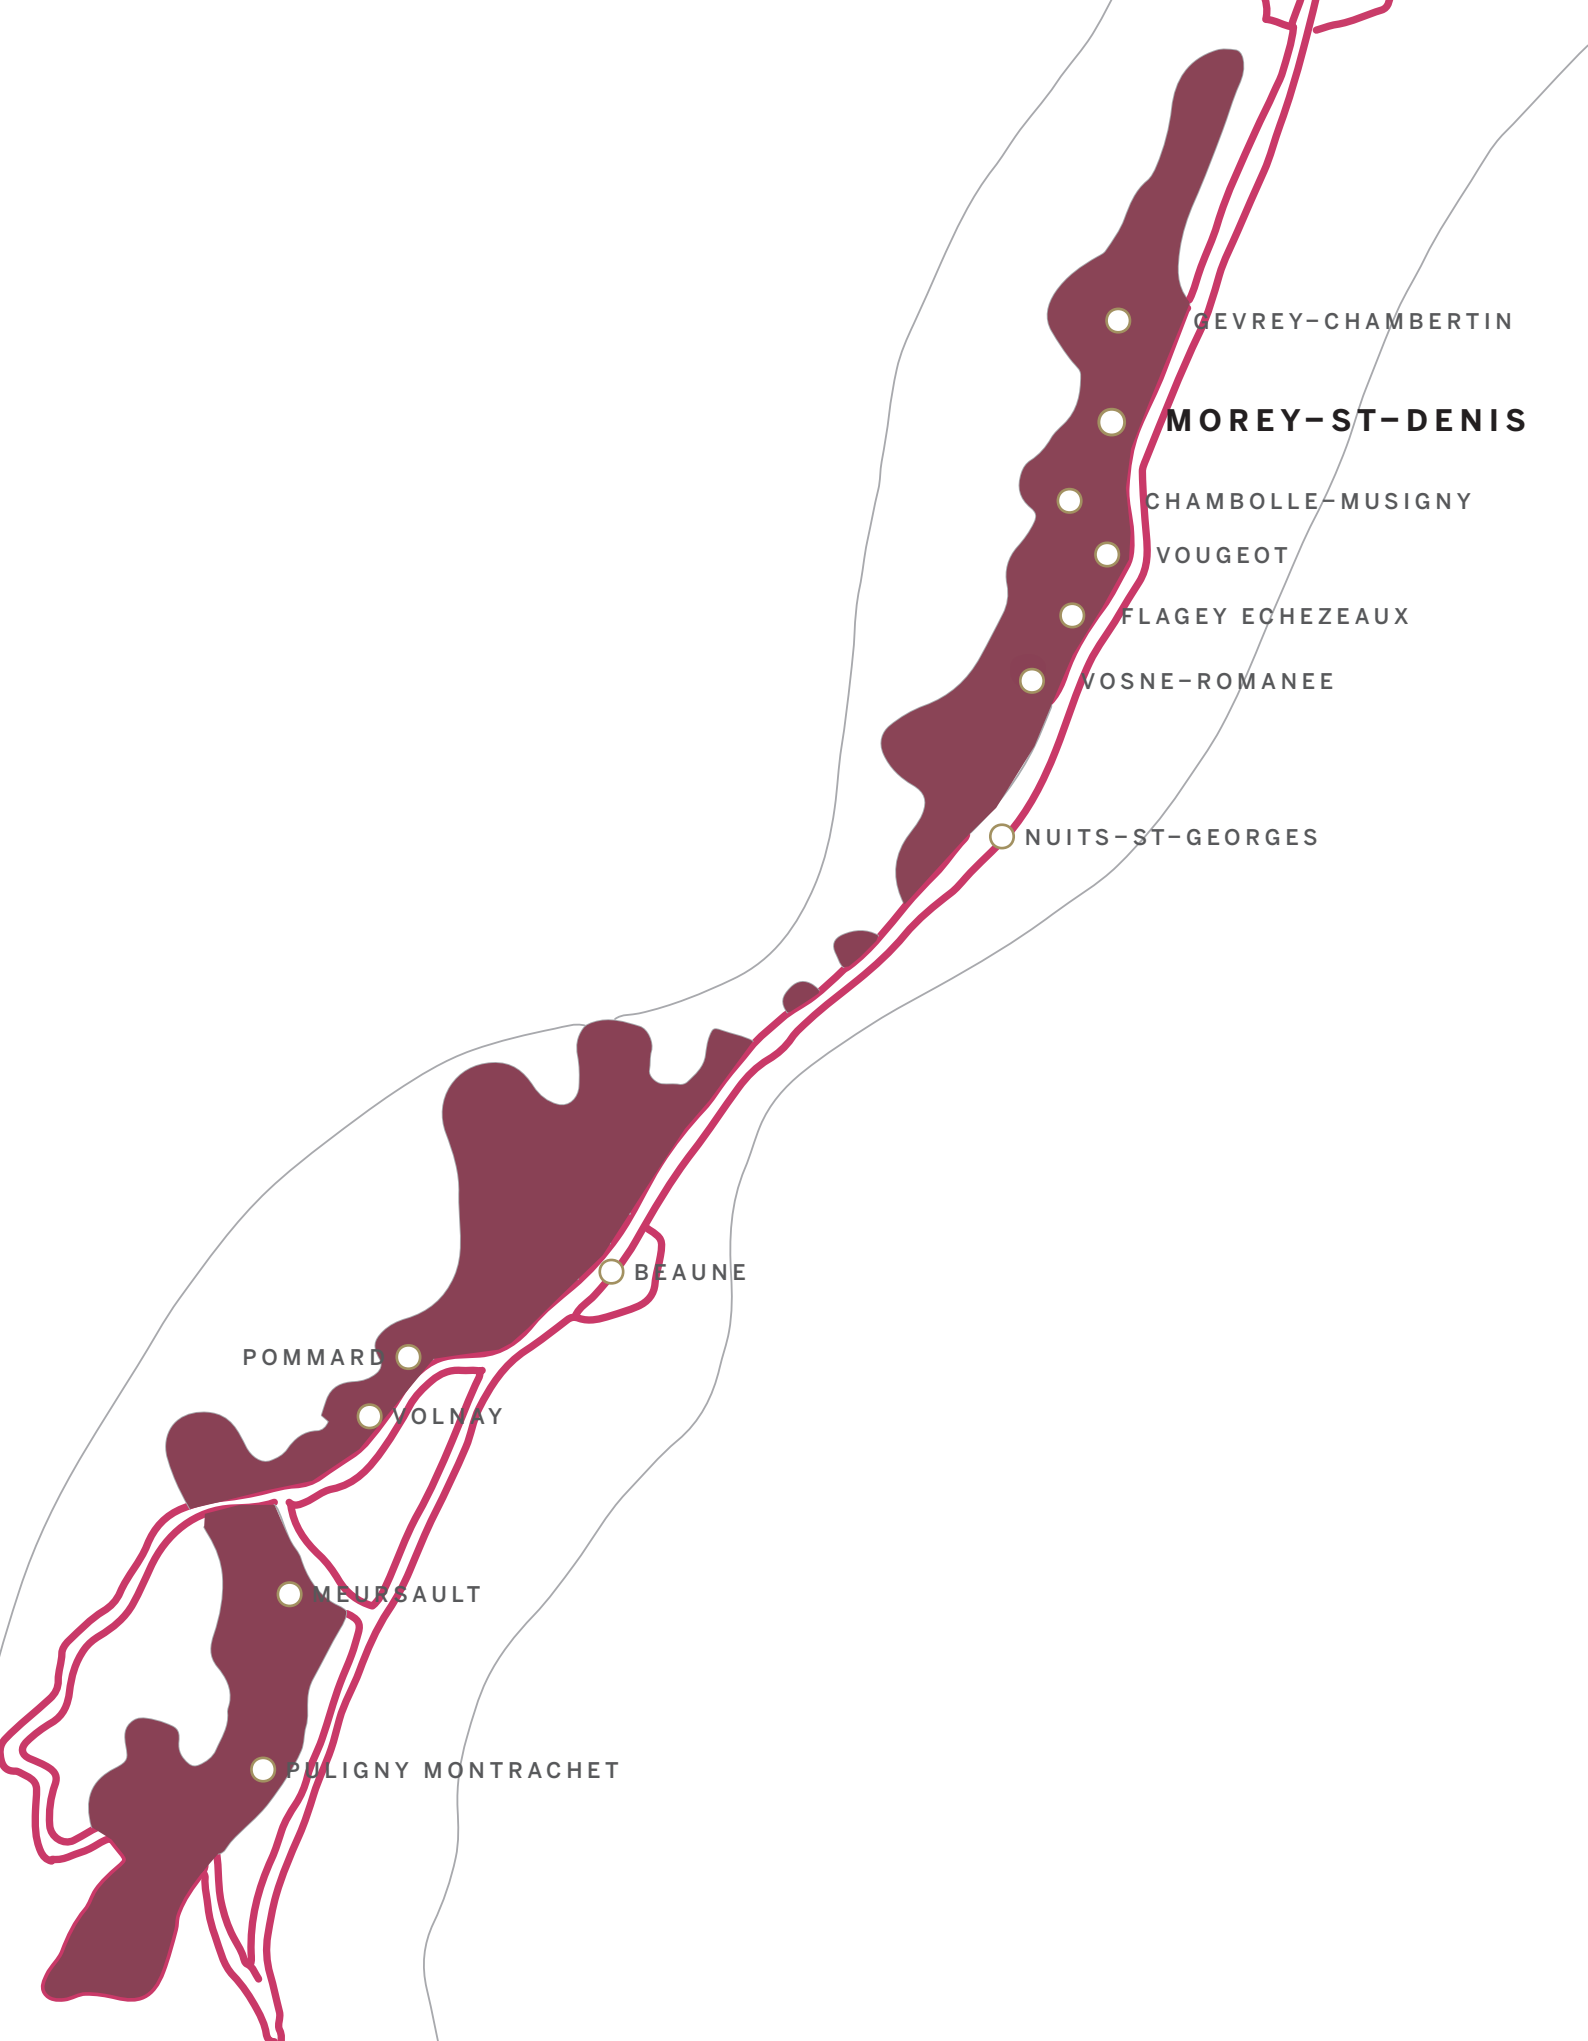 GEVREY–CHAMBERTIN
MOREY–ST–DENIS
CHAMBOLLE–MUSIGNY
VOUGEOT
FLAGEY ECHEZEAUX
VOSNE–ROMANEE
NUITS–ST–GEORGES
BEAUNE
POMMARD
VOLNAY
MEURSAULT
PULIGNY MONTRACHET